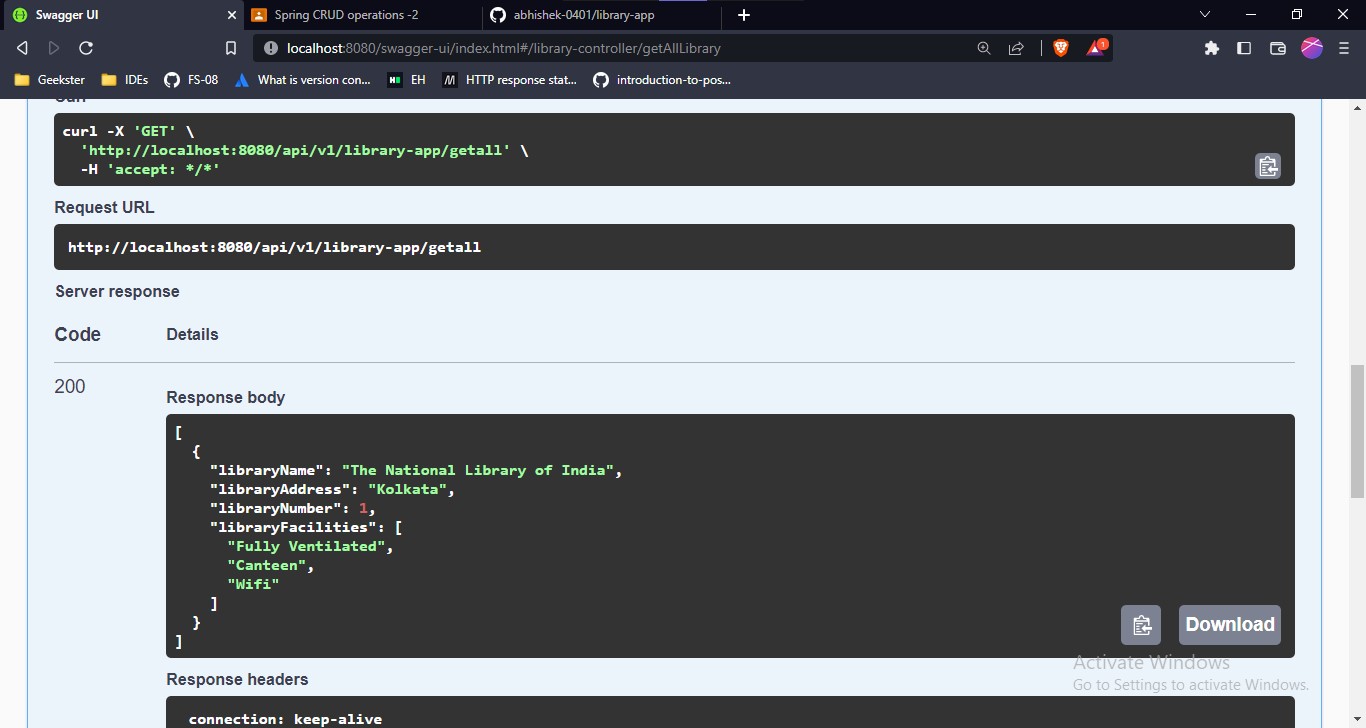 Swagger UI
Spring CRUD operations -2
abhishek-0401/library-app
localhost:8080/swagger-ui/index.html#/library-controller/getAllLibrary
1
Geekster
IDEs
FS-08
What is version con...
EH
HTTP response stat...
introduction-to-pos...
curl -X 'GET' \
'http://localhost:8080/api/v1/library-app/getall' \
-H 'accept: */*'
Request URL
http://localhost:8080/api/v1/library-app/getall
Server response
Code Details
200
Response body
[
{
"libraryName": "The National Library of India",
"libraryAddress": "Kolkata",
"libraryNumber": 1,
"libraryFacilities": [
"Fully Ventilated",
"Canteen",
"Wifi"
]
}
]
Download
Activate Windows
Go to Settings to activate Windows.
Response headers
connection: keep-alive